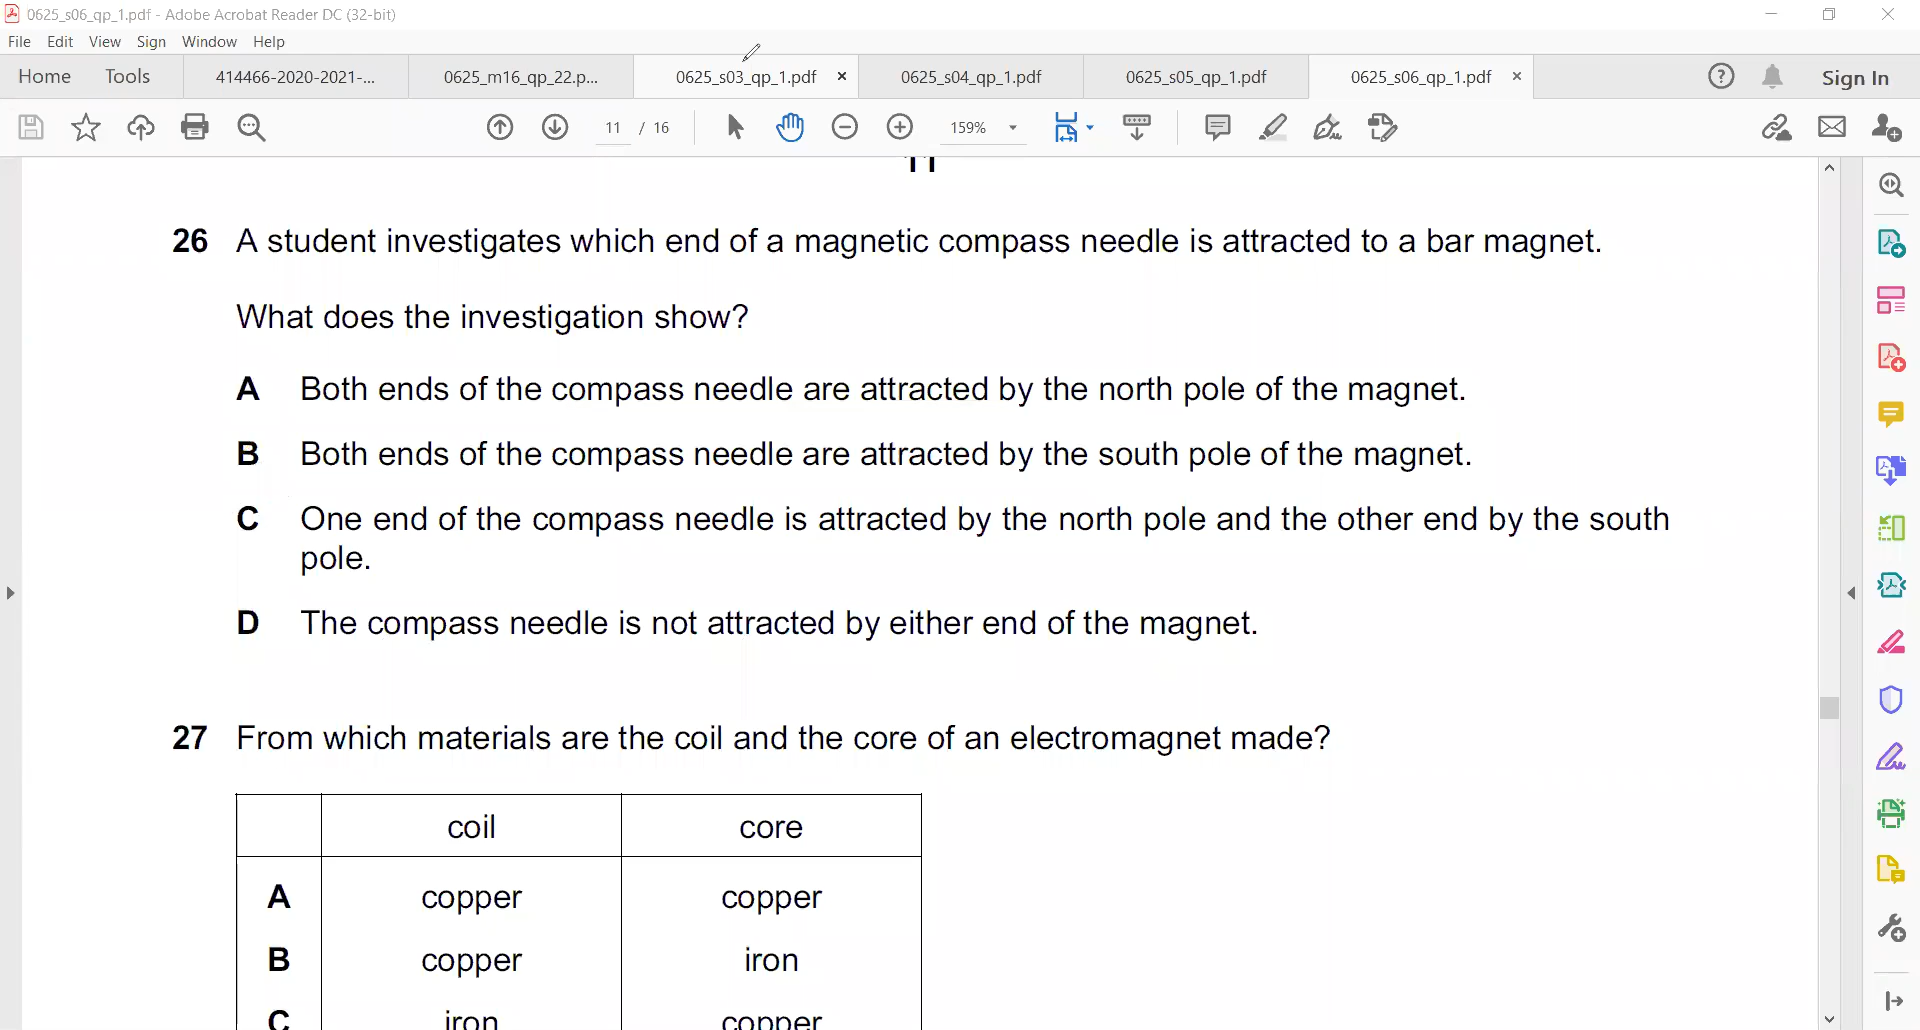 0625_s06_qp_1.pdf - Adobe Acrobat Reader DC (32-bit)
File Edit View Sign Window Help
Home Tools 414466-2020-2021-... 0625_m16_qp_22.p... 0625_s03_qp_1.pdf × 0625_s04_qp_1.pdf 0625_s05_qp_1.pdf 0625_s06_qp_1.pdf × Sign In
11 / 16 159%
11
26 A student investigates which end of a magnetic compass needle is attracted to a bar magnet.
What does the investigation show?
A Both ends of the compass needle are attracted by the north pole of the magnet.
B Both ends of the compass needle are attracted by the south pole of the magnet.
C One end of the compass needle is attracted by the north pole and the other end by the south
pole.
D The compass needle is not attracted by either end of the magnet.
27 From which materials are the coil and the core of an electromagnet made?
coil core
A copper copper
B copper iron
C iron copper